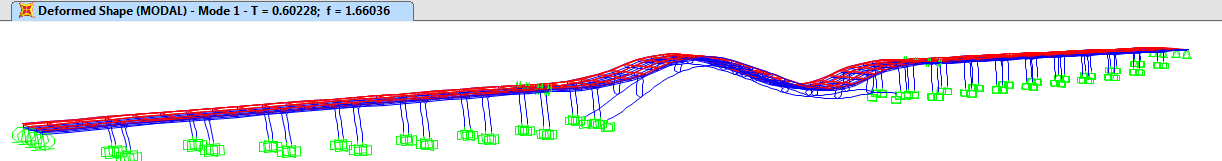 Deformed Shape (MODAL) - Mode 1 - T = 0.60228;  f = 1.66036